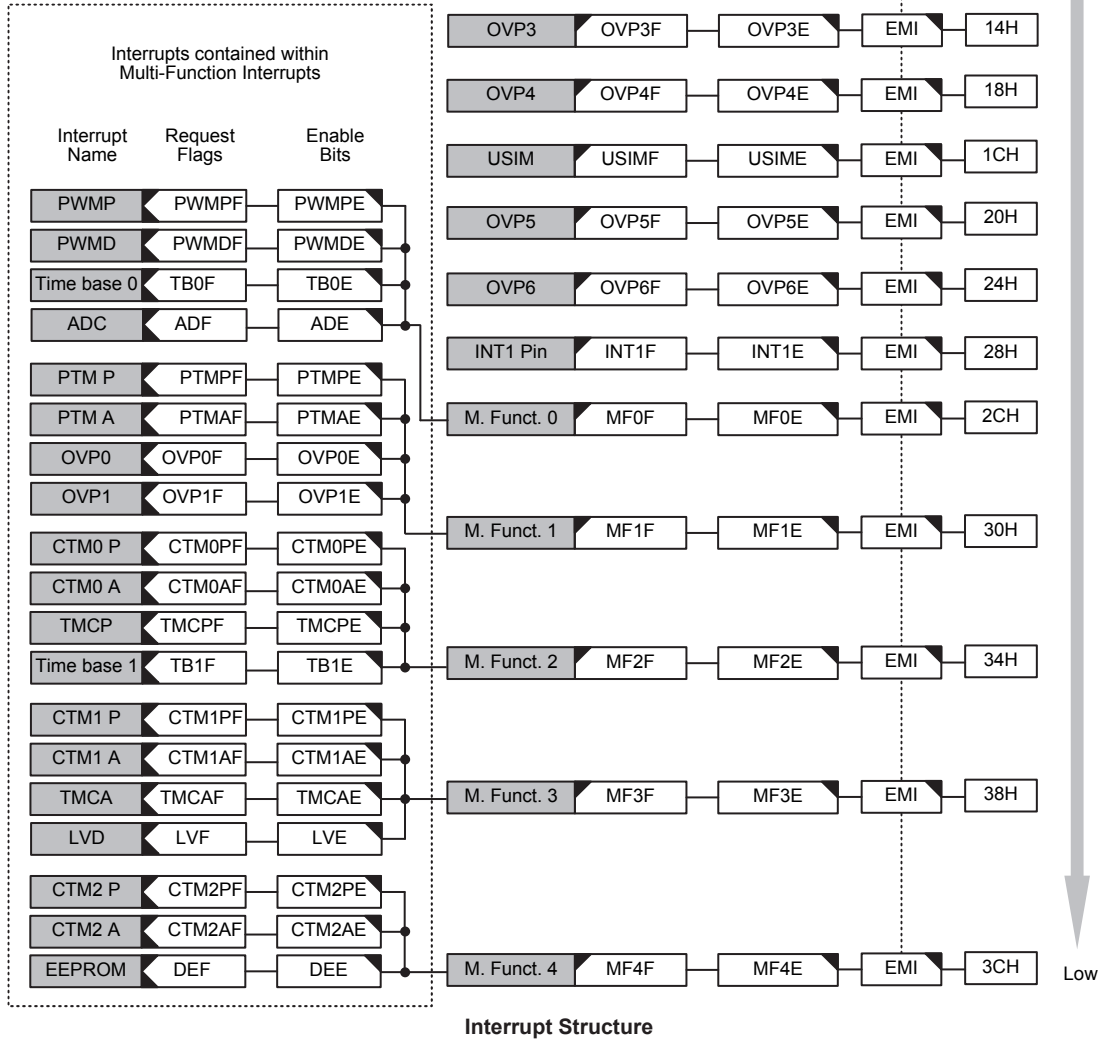 Interrupts contained within
Multi-Function Interrupts
Interrupt Name Request Flags Enable Bits
PWMP PWMPF PWMPE
PWMD PWMDF PWMDE
Time base 0 TB0F TB0E
ADC ADF ADE
PTM P PTMPF PTMPE
PTM A PTMAF PTMAE
OVP0 OVP0F OVP0E
OVP1 OVP1F OVP1E
CTM0 P CTM0PF CTM0PE
CTM0 A CTM0AF CTM0AE
TMCP TMCPF TMCPE
Time base 1 TB1F TB1E
CTM1 P CTM1PF CTM1PE
CTM1 A CTM1AF CTM1AE
TMCA TMCAF TMCAE
LVD LVF LVE
CTM2 P CTM2PF CTM2PE
CTM2 A CTM2AF CTM2AE
EEPROM DEF DEE
OVP3 OVP3F OVP3E EMI 14H
OVP4 OVP4F OVP4E EMI 18H
USIM USIMF USIME EMI 1CH
OVP5 OVP5F OVP5E EMI 20H
OVP6 OVP6F OVP6E EMI 24H
INT1 Pin INT1F INT1E EMI 28H
M. Funct. 0 MF0F MF0E EMI 2CH
M. Funct. 1 MF1F MF1E EMI 30H
M. Funct. 2 MF2F MF2E EMI 34H
M. Funct. 3 MF3F MF3E EMI 38H
M. Funct. 4 MF4F MF4E EMI 3CH
Low
Interrupt Structure